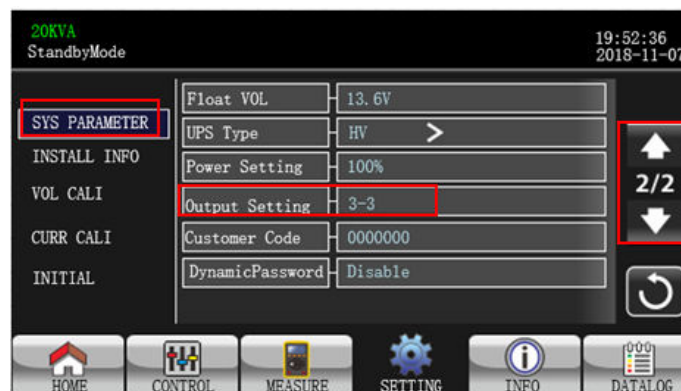 20KVA
StandbyMode
19:52:36
2018-11-07
SYS PARAMETER
INSTALL INFO
VOL CALI
CURR CALI
INITIAL
Float VOL 13.6V
UPS Type HV >
Power Setting 100%
Output Setting 3-3
Customer Code 0000000
DynamicPassword Disable
2/2
HOME CONTROL MEASURE SETTING INFO DATALOG